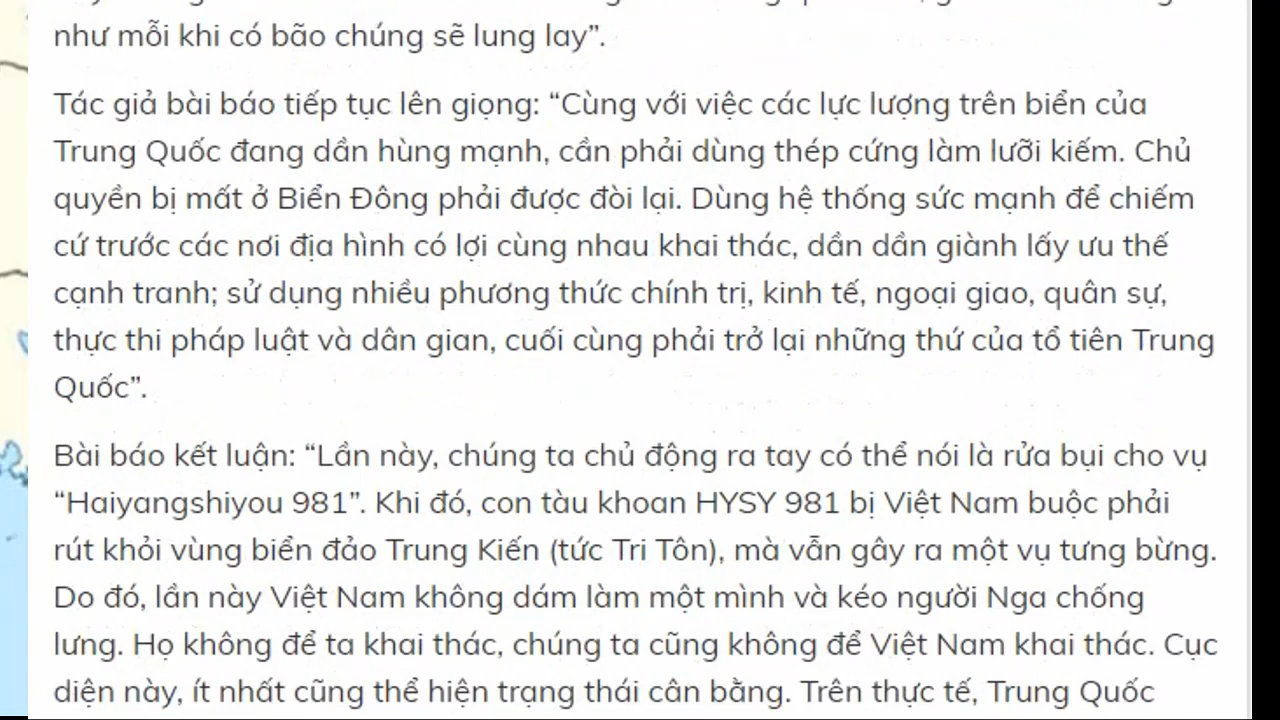 như mỗi khi có bão chúng sẽ lung lay”.
Tác giả bài báo tiếp tục lên giọng: “Cùng với việc các lực lượng trên biển của
Trung Quốc đang dần hùng mạnh, cần phải dùng thép cứng làm lưỡi kiếm. Chủ
quyền bị mất ở Biển Đông phải được đòi lại. Dùng hệ thống sức mạnh để chiếm
cứ trước các nơi địa hình có lợi cùng nhau khai thác, dần dần giành lấy ưu thế
cạnh tranh; sử dụng nhiều phương thức chính trị, kinh tế, ngoại giao, quân sự,
thực thi pháp luật và dân gian, cuối cùng phải trở lại những thứ của tổ tiên Trung
Quốc”.
Bài báo kết luận: “Lần này, chúng ta chủ động ra tay có thể nói là rửa bụi cho vụ
“Haiyangshiyou 981”. Khi đó, con tàu khoan HYSY 981 bị Việt Nam buộc phải
rút khỏi vùng biển đảo Trung Kiến (tức Tri Tôn), mà vẫn gây ra một vụ tưng bừng.
Do đó, lần này Việt Nam không dám làm một mình và kéo người Nga chống
lưng. Họ không để ta khai thác, chúng ta cũng không để Việt Nam khai thác. Cục
diện này, ít nhất cũng thể hiện trạng thái cân bằng. Trên thực tế, Trung Quốc